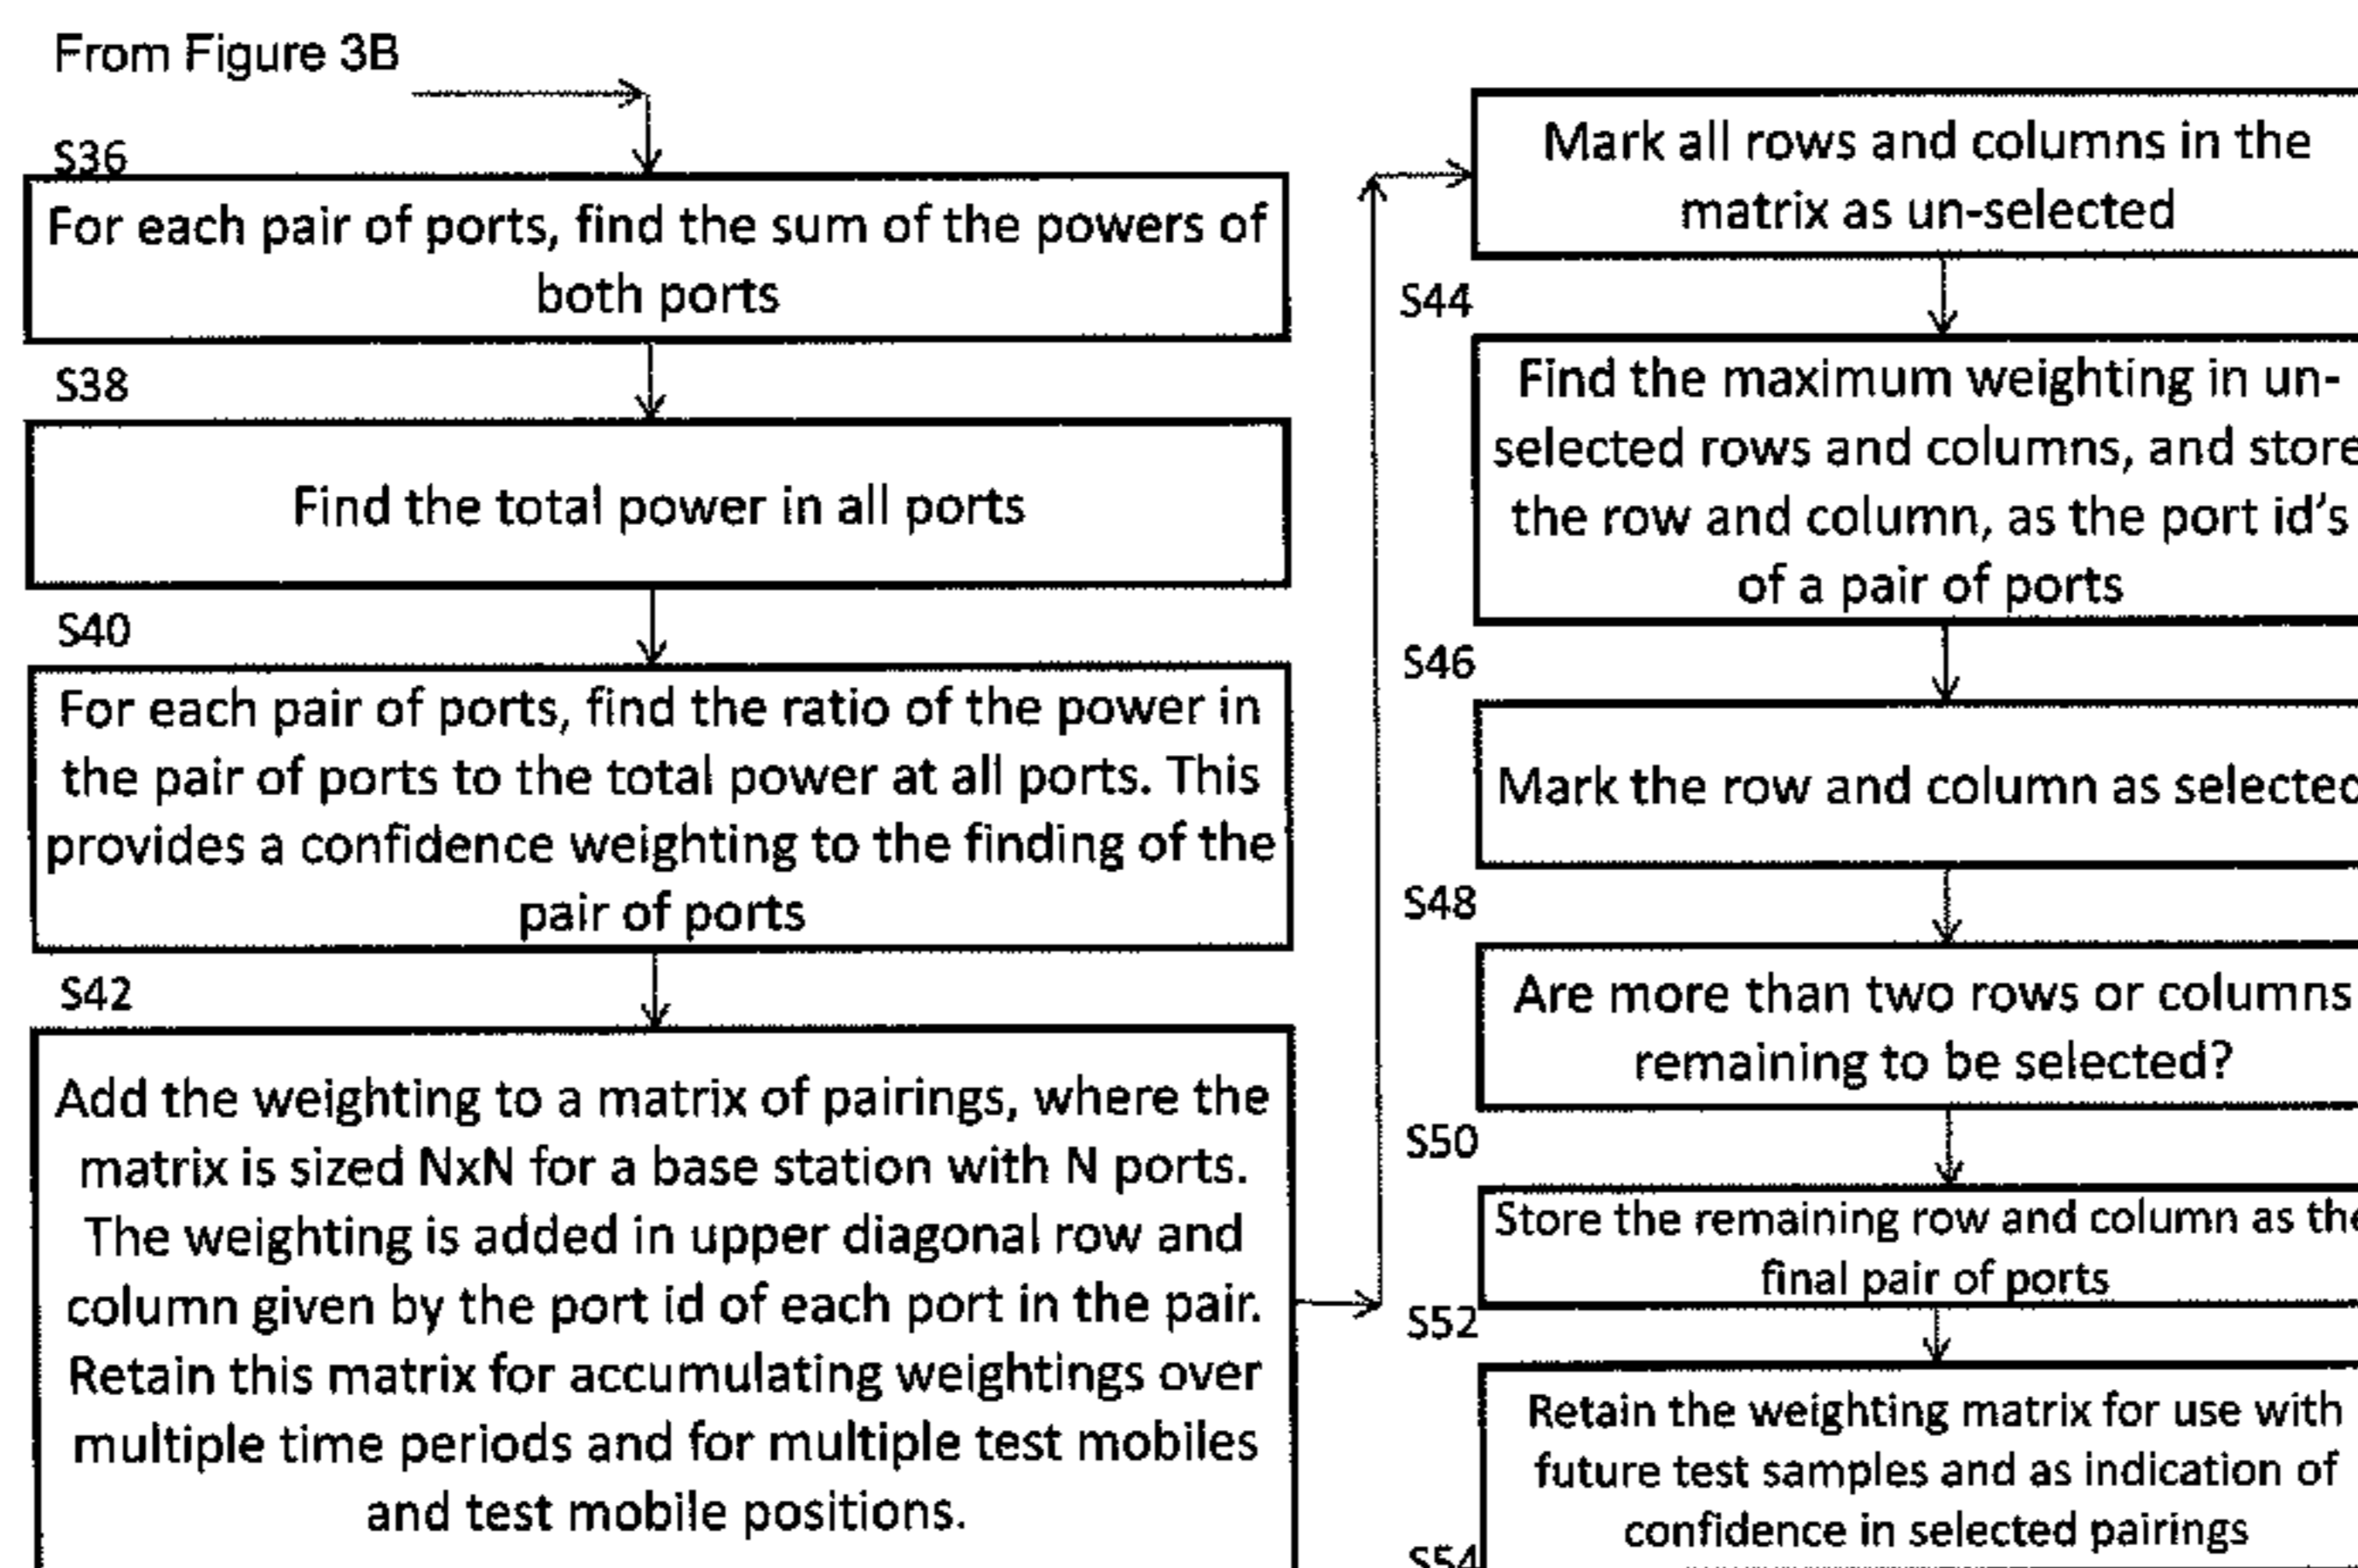 From Figure 3B
S36
For each pair of ports, find the sum of the powers of
both ports
S38
Find the total power in all ports
S40
For each pair of ports, find the ratio of the power in
the pair of ports to the total power at all ports. This
provides a confidence weighting to the finding of the
pair of ports
S42
Add the weighting to a matrix of pairings, where the
matrix is sized NxN for a base station with N ports.
The weighting is added in upper diagonal row and
column given by the port id of each port in the pair.
Retain this matrix for accumulating weightings over
multiple time periods and for multiple test mobiles
and test mobile positions.
Mark all rows and columns in the
matrix as un-selected
S44
Find the maximum weighting in un-
selected rows and columns, and store
the row and column, as the port id's
of a pair of ports
S46
Mark the row and column as selected
S48
Are more than two rows or columns
remaining to be selected?
S50
Store the remaining row and column as the
final pair of ports
S52
Retain the weighting matrix for use with
future test samples and as indication of
confidence in selected pairings
S54